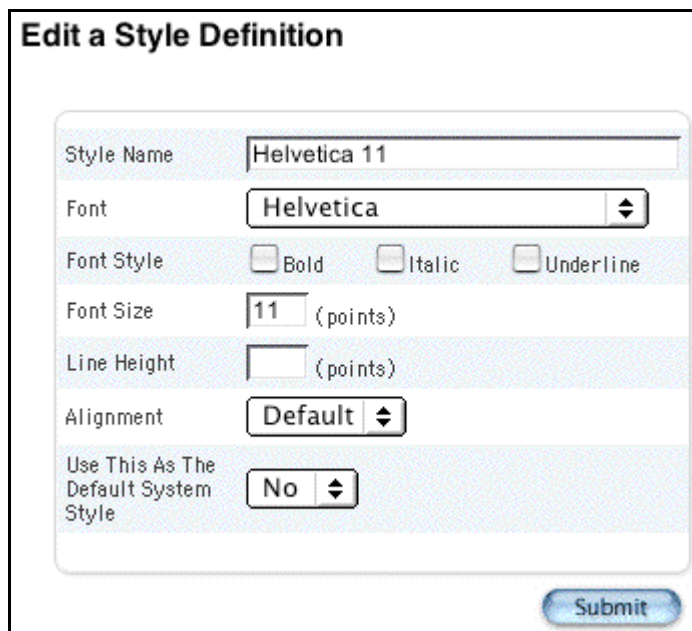 Edit a Style Definition
Style Name Helvetica 11
Font Helvetica
Font Style Bold Italic Underline
Font Size 11 (points)
Line Height (points)
Alignment Default
Use This As The
Default System
Style
No
Submit